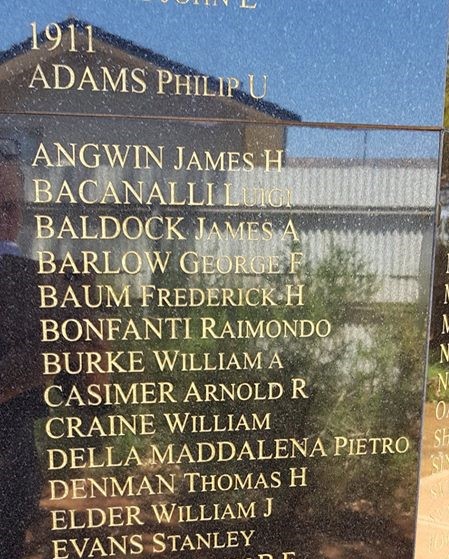 JOHN E
1911
ADAMS PHILIP U
ANGWIN JAMES H
BACANALLI LUIGI
BALDOCK JAMES A
BARLOW GEORGE F
BAUM FREDERICK H
BONFANTI RAIMONDO
BURKE WILLIAM A
CASIMER ARNOLD R
CRAINE WILLIAM
DELLA MADDALENA PIETRO
DENMAN THOMAS H
ELDER WILLIAM J
EVANS STANLEY